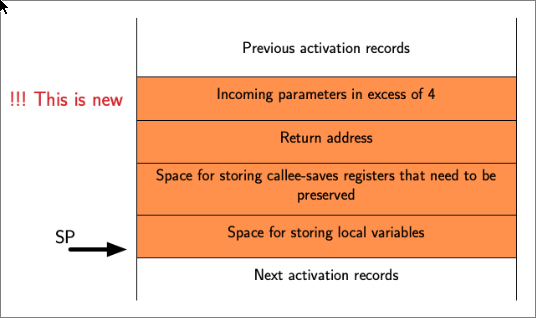 Previous activation records
!!! This is new
Incoming parameters in excess of 4
Return address
Space for storing callee-saves registers that need to be
preserved
Space for storing local variables
SP
Next activation records